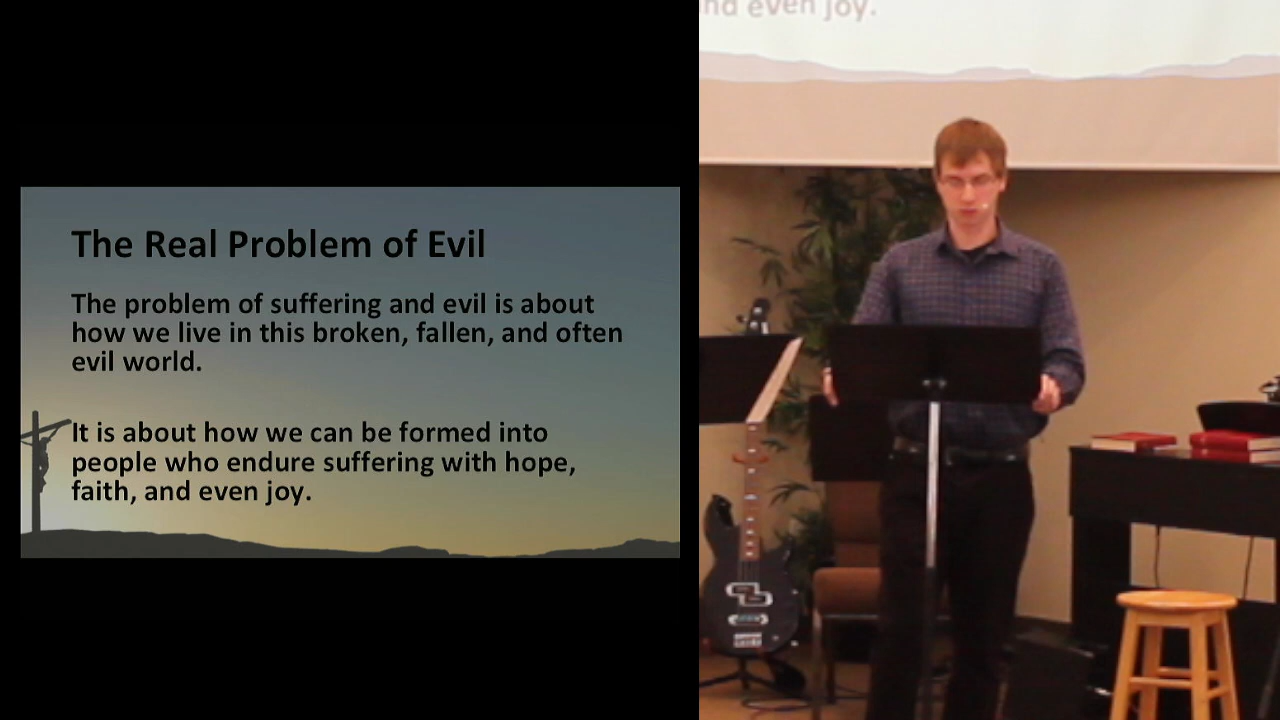 The Real Problem of Evil
The problem of suffering and evil is about
how we live in this broken, fallen, and often
evil world.
It is about how we can be formed into
people who endure suffering with hope,
faith, and even joy.
and even joy.